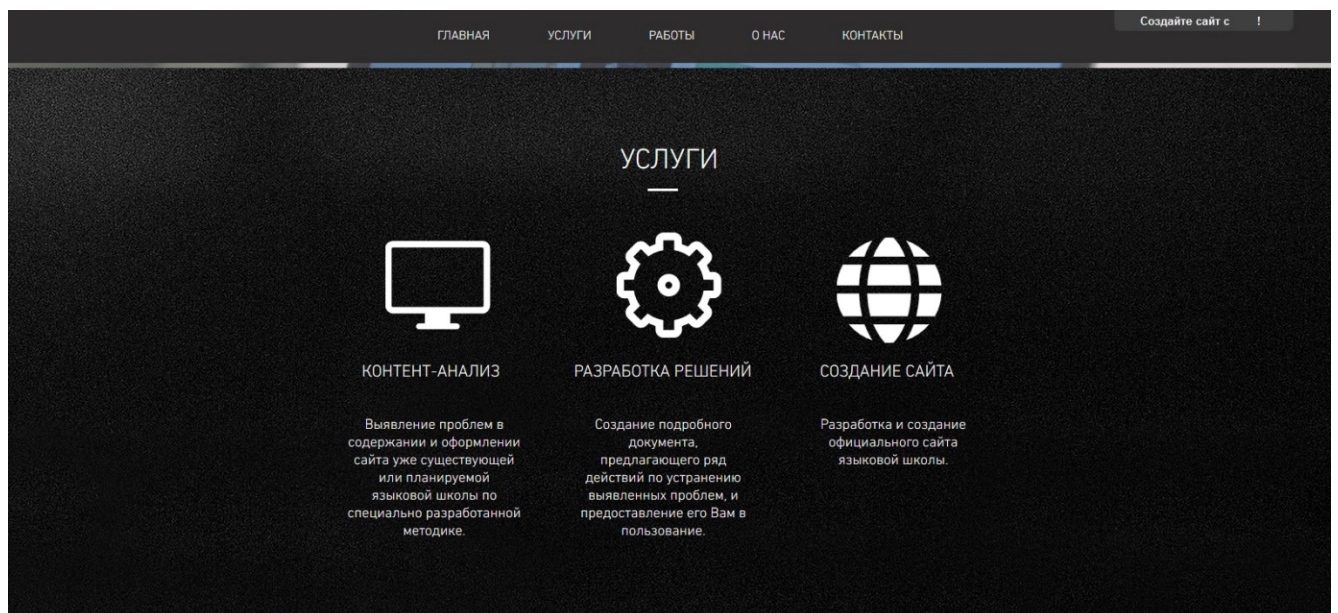 Создайте сайт с !
ГЛАВНАЯ УСЛУГИ РАБОТЫ О НАС КОНТАКТЫ
УСЛУГИ
КОНТЕНТ-АНАЛИЗ
Выявление проблем в
содержании и оформлении
сайта уже существующей
или планируемой
языковой школы по
специально разработанной
методике.
РАЗРАБОТКА РЕШЕНИЙ
Создание подробного
документа,
предлагающего ряд
действий по устранению
выявленных проблем, и
предоставление его Вам в
пользование.
СОЗДАНИЕ САЙТА
Разработка и создание
официального сайта
языковой школы.